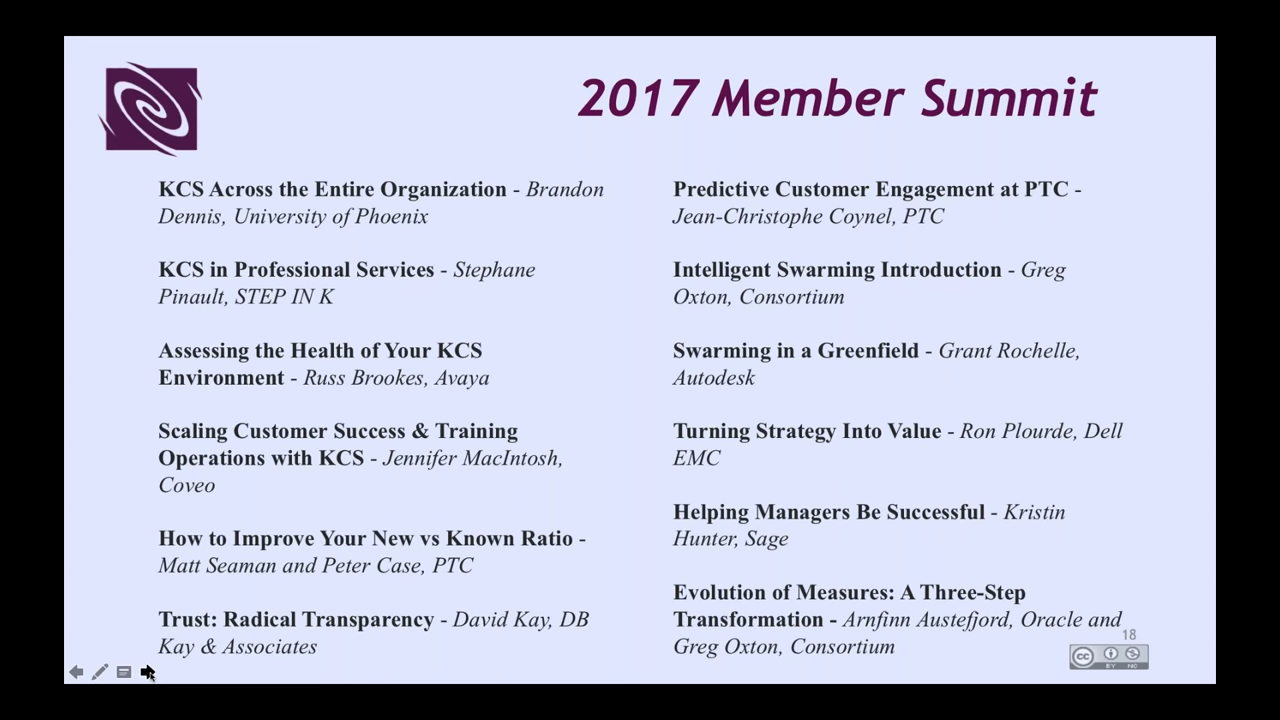 2017 Member Summit
KCS Across the Entire Organization - Brandon
Dennis, University of Phoenix
KCS in Professional Services - Stephane
Pinault, STEP IN K
Assessing the Health of Your KCS
Environment - Russ Brookes, Avaya
Scaling Customer Success & Training
Operations with KCS - Jennifer MacIntosh,
Coveo
How to Improve Your New vs Known Ratio -
Matt Seaman and Peter Case, PTC
Trust: Radical Transparency - David Kay, DB
Kay & Associates
Predictive Customer Engagement at PTC -
Jean-Christophe Coynel, PTC
Intelligent Swarming Introduction - Greg
Oxton, Consortium
Swarming in a Greenfield - Grant Rochelle,
Autodesk
Turning Strategy Into Value - Ron Plourde, Dell
EMC
Helping Managers Be Successful - Kristin
Hunter, Sage
Evolution of Measures: A Three-Step
Transformation - Arnfinn Austefjord, Oracle and
Greg Oxton, Consortium
18
cc
BY NC